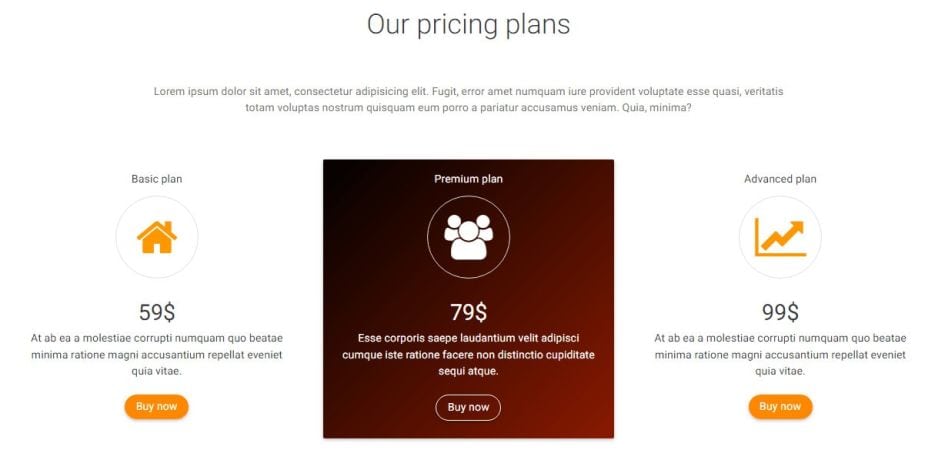 Our pricing plans
Lorem ipsum dolor sit amet, consectetur adipisicing elit. Fugit, error amet numquam iure provident voluptate esse quasi, veritatis
totam voluptas nostrum quisquam eum porro a pariatur accusamus veniam. Quia, minima?
Basic plan
59$
At ab ea a molestiae corrupti numquam quo beatae
minima ratione magni accusantium repellat eveniet
quia vitae.
Buy now
Premium plan
79$
Esse corporis saepe laudantium velit adipisci
cumque iste ratione facere non distinctio cupiditate
sequi atque.
Buy now
Advanced plan
99$
At ab ea a molestiae corrupti numquam quo beatae
minima ratione magni accusantium repellat eveniet
quia vitae.
Buy now